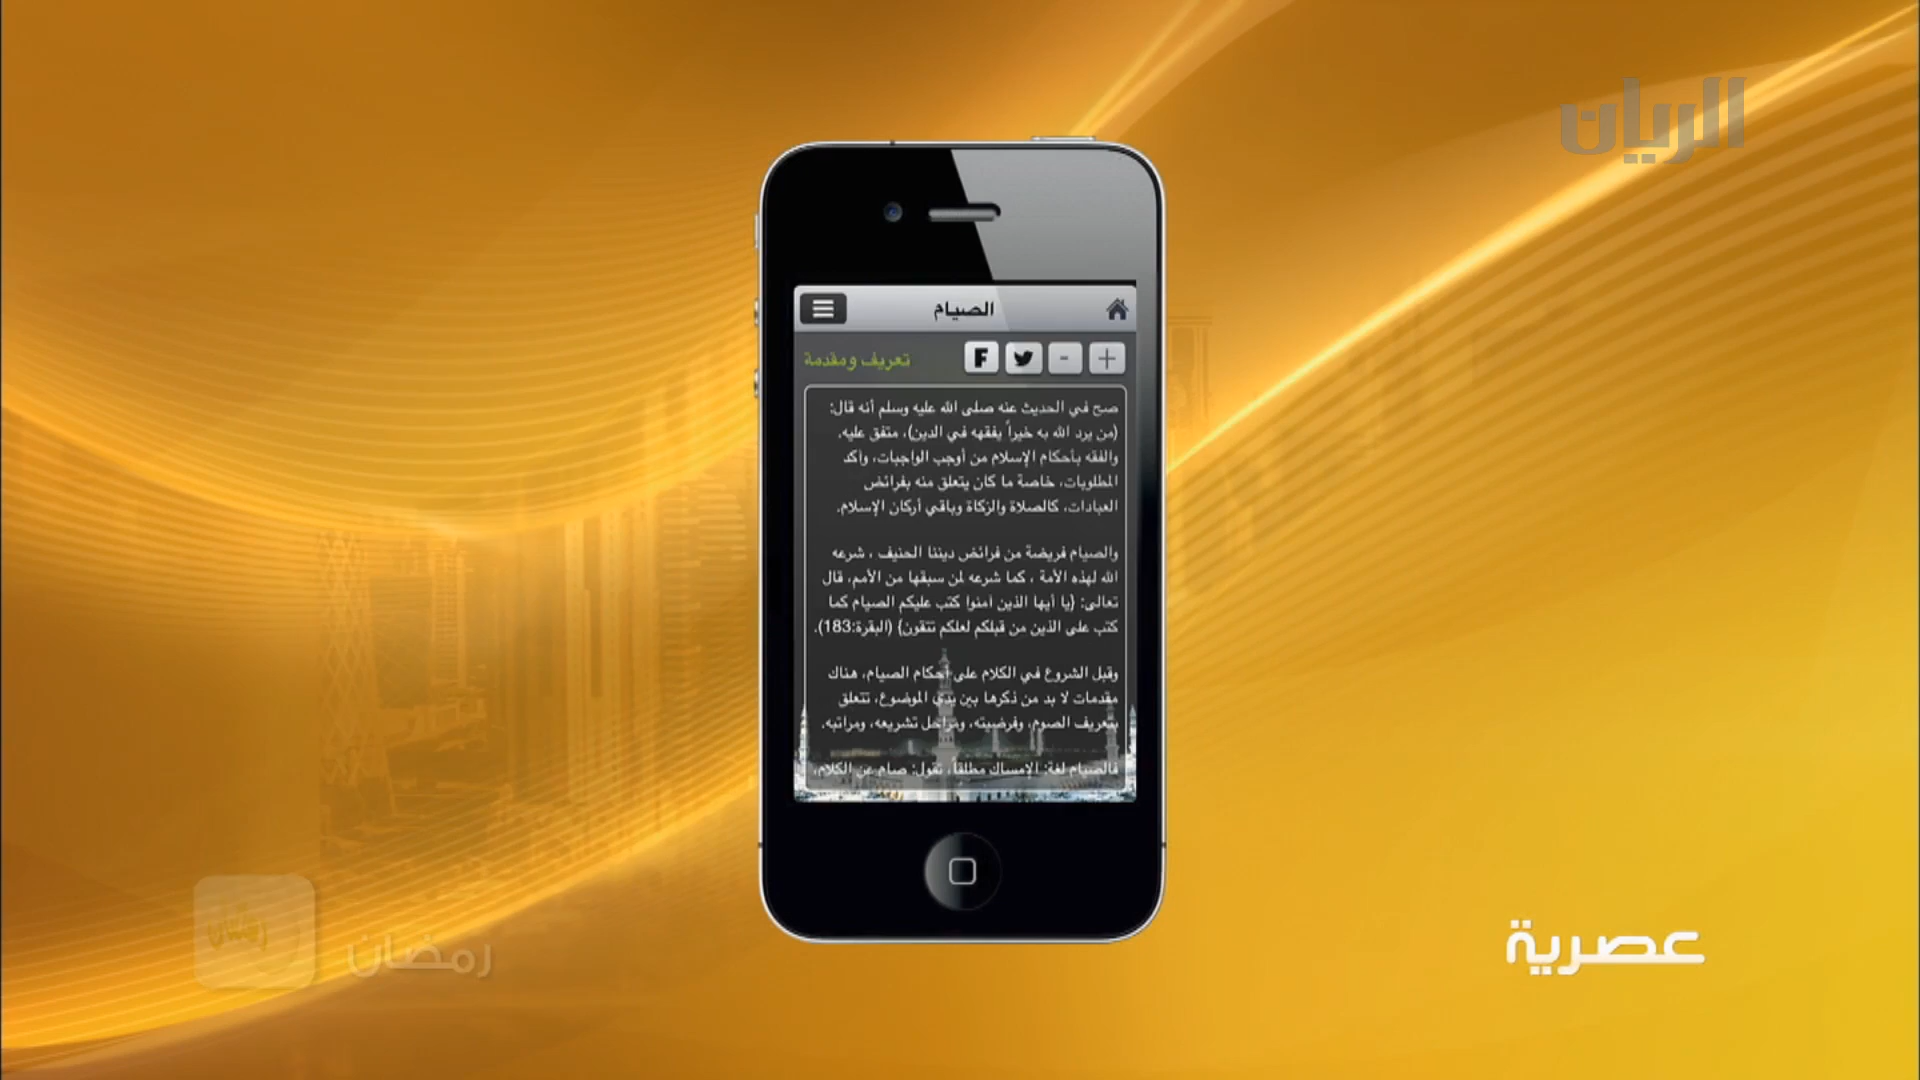 الريان
الصيام
تعريف ومقدمة
F
-
+
صح في الحديث عنه صلى الله عليه وسلم أنه قال:
(من يرد الله به خيراً يفقهه في الدين)، متفق عليه.
والفقه بأحكام الإسلام من أوجب الواجبات، وآكد
المطلوبات، خاصة ما كان يتعلق منه بفرائض
العبادات، كالصلاة والزكاة وباقي أركان الإسلام.
والصيام فريضة من فرائض ديننا الحنيف ، شرعه
الله لهذه الأمة ، كما شرعه لمن سبقها من الأمم، قال
تعالى: {يا أيها الذين آمنوا كتب عليكم الصيام كما
كتب على الذين من قبلكم لعلكم تتقون} (البقرة:183).
وقبل الشروع في الكلام على أحكام الصيام، هناك
مقدمات لا بد من ذكرها بين يدي الموضوع، تتعلق
بتعريف الصوم، وفرضيته، ومراحل تشريعه، ومراتبه.
فالصيام لغة: الإمساك مطلقاً، تقول: صام عن الكلام،
عصرية
رمضان
رمضان